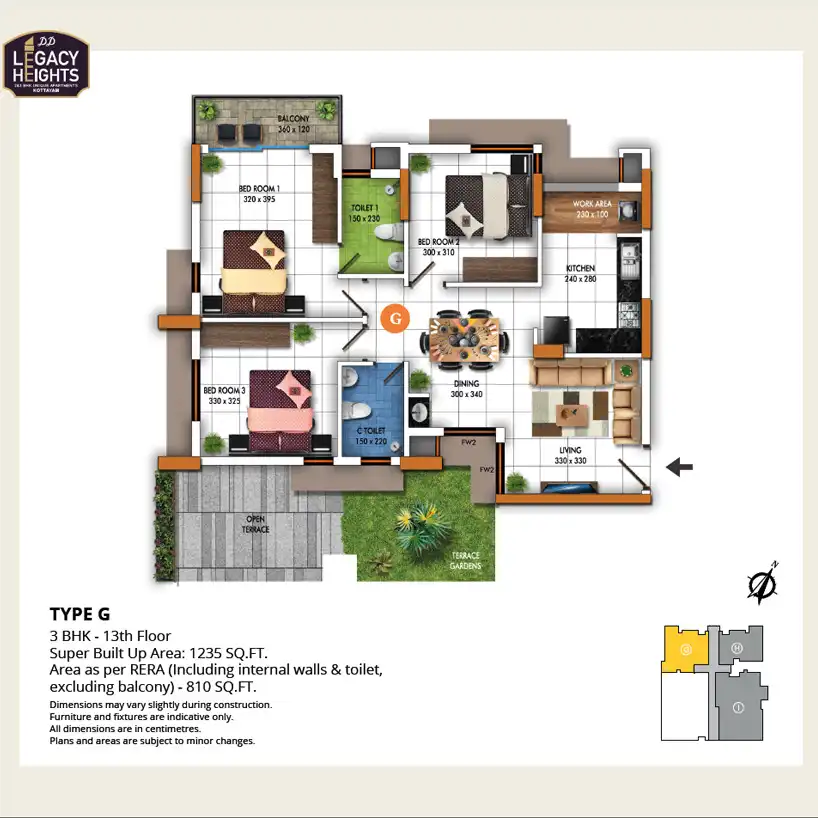 DD
LEGACY
HEIGHTS
2&3 BHK UNIQUE APARTMENTS
KOTTAYAM
BALCONY
360 x 120
BED ROOM 1
320 x 395
TOILET 1
150 x 230
BED ROOM 2
300 x 310
WORK AREA
230 x 100
KITCHEN
240 x 280
G
DINING
300 x 340
BED ROOM 3
330 x 325
C TOILET
150 x 220
LIVING
330 x 330
FW2
FW2
OPEN
TERRACE
TERRACE
GARDENS
N
TYPE G
3 BHK - 13th Floor
Super Built Up Area: 1235 SQ.FT.
Area as per RERA (Including internal walls & toilet,
excluding balcony) - 810 SQ.FT.
Dimensions may vary slightly during construction.
Furniture and fixtures are indicative only.
All dimensions are in centimetres.
Plans and areas are subject to minor changes.
G
H
I